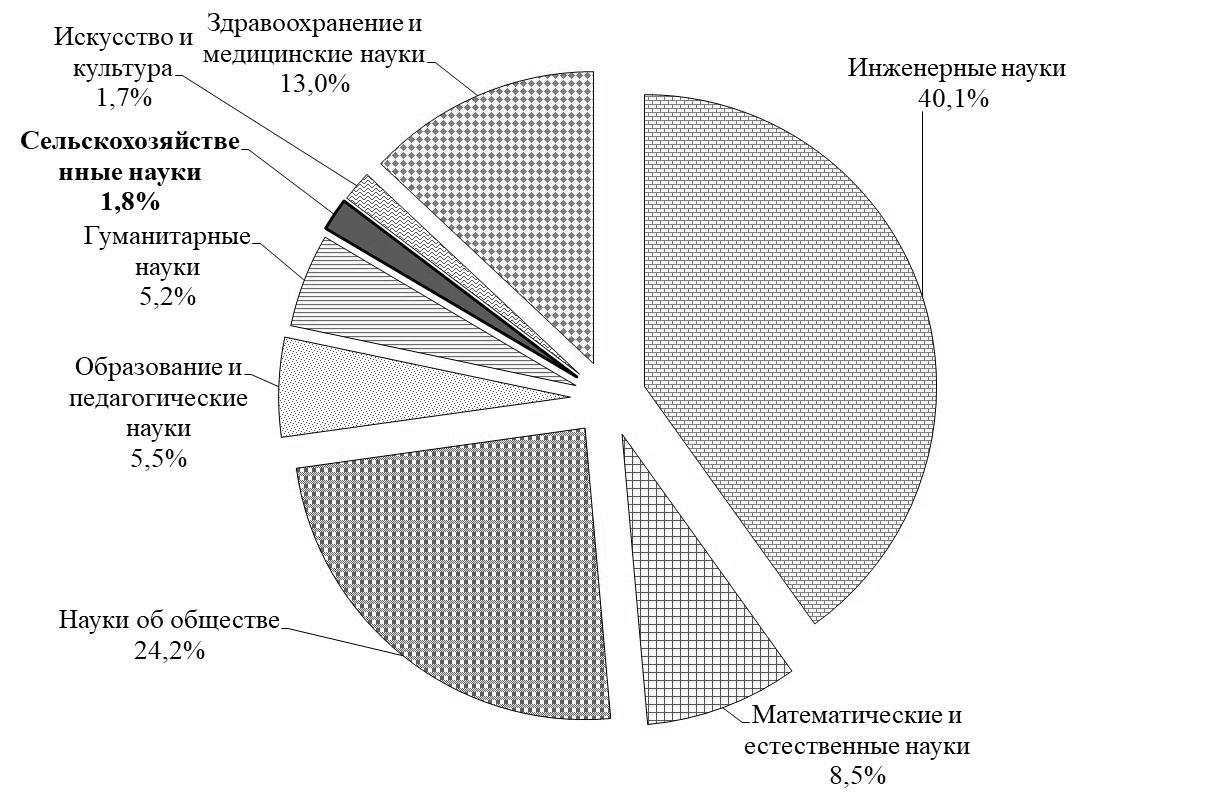 Здравоохранение и
медицинские науки
13,0%
Искусство и
культура
1,7%
Инженерные науки
40,1%
Сельскохозяйстве
нные науки
1,8%
Гуманитарные
науки
5,2%
Образование и
педагогические
науки
5,5%
Науки об обществе
24,2%
Математические и
естественные науки
8,5%